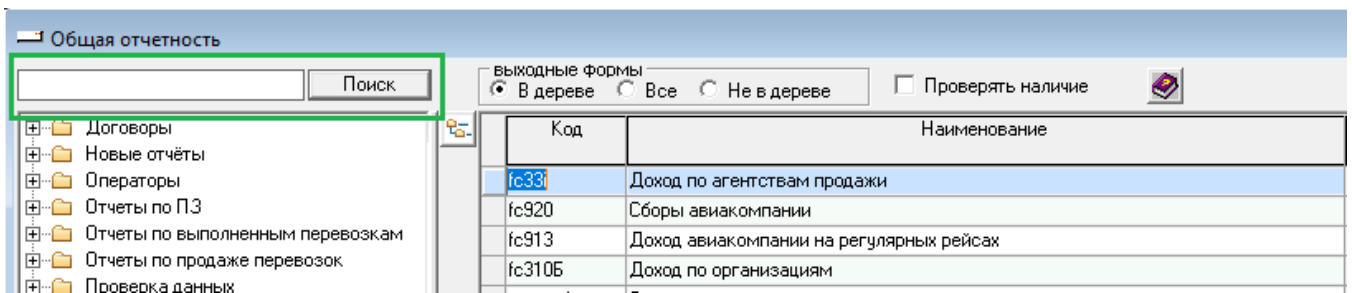 Общая отчетность
Поиск
выходные формы
В дереве Все Не в дереве
Проверять наличие
Договоры
Новые отчёты
Операторы
Отчеты по ПЗ
Отчеты по выполненным перевозкам
Отчеты по продаже перевозок
Проверка данных
Код Наименование
fc33i Доход по агентствам продажи
fc920 Сборы авиакомпании
fc913 Доход авиакомпании на регулярных рейсах
fc310Б Доход по организациям